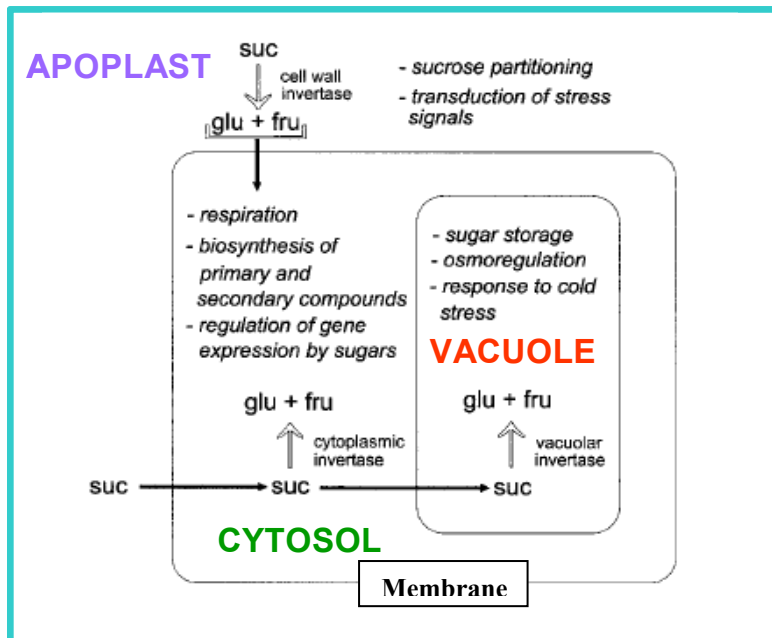 APOPLAST
suc
cell wall
invertase
glu + fru
- sucrose partitioning
- transduction of stress
signals
- respiration
- biosynthesis of
primary and
secondary compounds
- regulation of gene
expression by sugars
- sugar storage
- osmoregulation
- response to cold
stress
VACUOLE
glu + fru
cytoplasmic
invertase
glu + fru
vacuolar
invertase
suc
suc
suc
CYTOSOL
Membrane